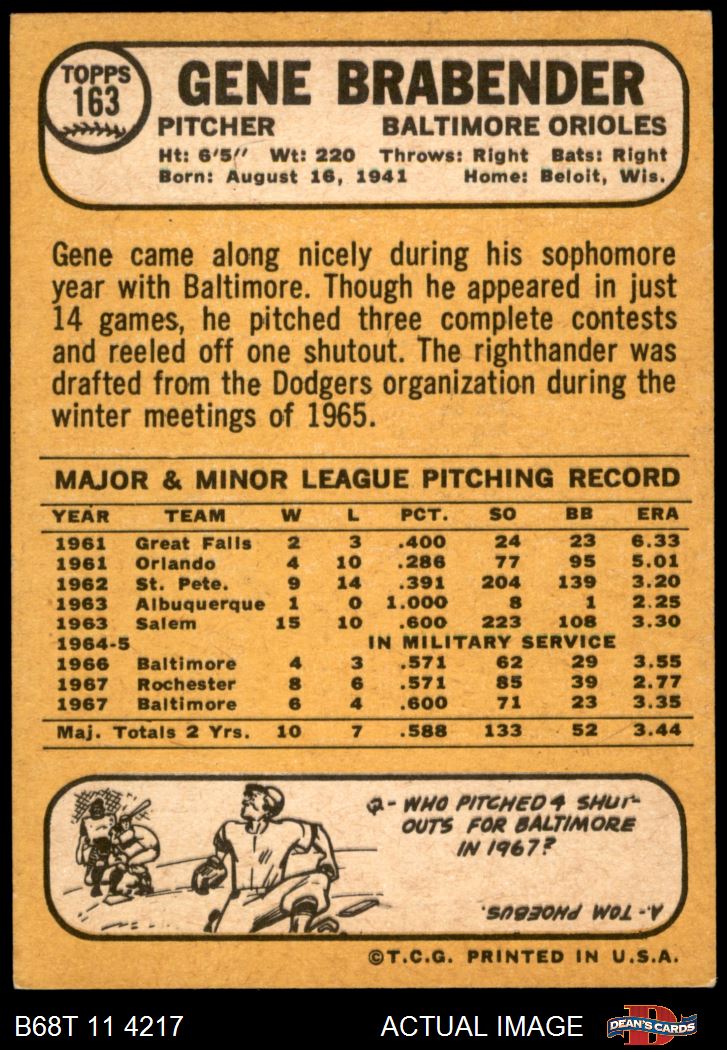 TOPPS
163
GENE BRABENDER
PITCHER BALTIMORE ORIOLES
Ht: 6'5" Wt: 220 Throws: Right Bats: Right
Born: August 16, 1941 Home: Beloit, Wis.
Gene came along nicely during his sophomore
year with Baltimore. Though he appeared in just
14 games, he pitched three complete contests
and reeled off one shutout. The righthander was
drafted from the Dodgers organization during the
winter meetings of 1965.
MAJOR & MINOR LEAGUE PITCHING RECORD
YEAR TEAM W L PCT. SO BB ERA
1961 Great Falls 2 3 .400 24 23 6.33
1961 Orlando 4 10 .286 77 95 5.01
1962 St. Pete. 9 14 .391 204 139 3.20
1963 Albuquerque 1 0 1.000 8 1 2.25
1963 Salem 15 10 .600 223 108 3.30
1964-5 IN MILITARY SERVICE
1966 Baltimore 4 3 .571 62 29 3.55
1967 Rochester 8 6 .571 85 39 2.77
1967 Baltimore 6 4 .600 71 23 3.35
Maj. Totals 2 Yrs. 10 7 .588 133 52 3.44
Q- WHO PITCHED 4 SHUT-
OUTS FOR BALTIMORE
IN 1967?
A- TOM PHOEBUS.
©T.C.G. PRINTED IN U.S.A.
B68T 11 4217 ACTUAL IMAGE DEAN'S CARDS